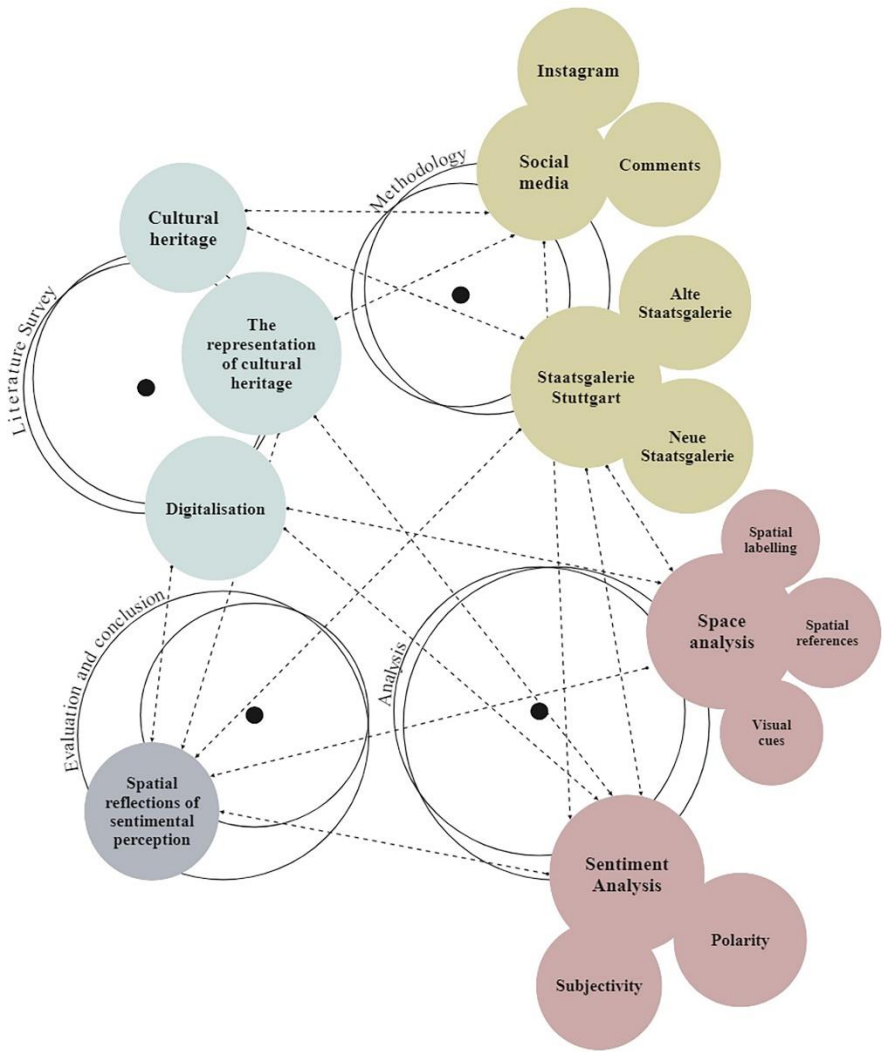 Instagram
Social
media
Comments
Methodology
Cultural
heritage
Alte
Staatsgalerie
Literature Survey
The
representation
of cultural
heritage
Staatsgalerie
Stuttgart
Neue
Staatsgalerie
Digitalisation
Spatial
labelling
Space
analysis
Spatial
references
Visual
cues
Evaluation and conclusion
Analysis
Spatial
reflections of
sentimental
perception
Sentiment
Analysis
Polarity
Subjectivity